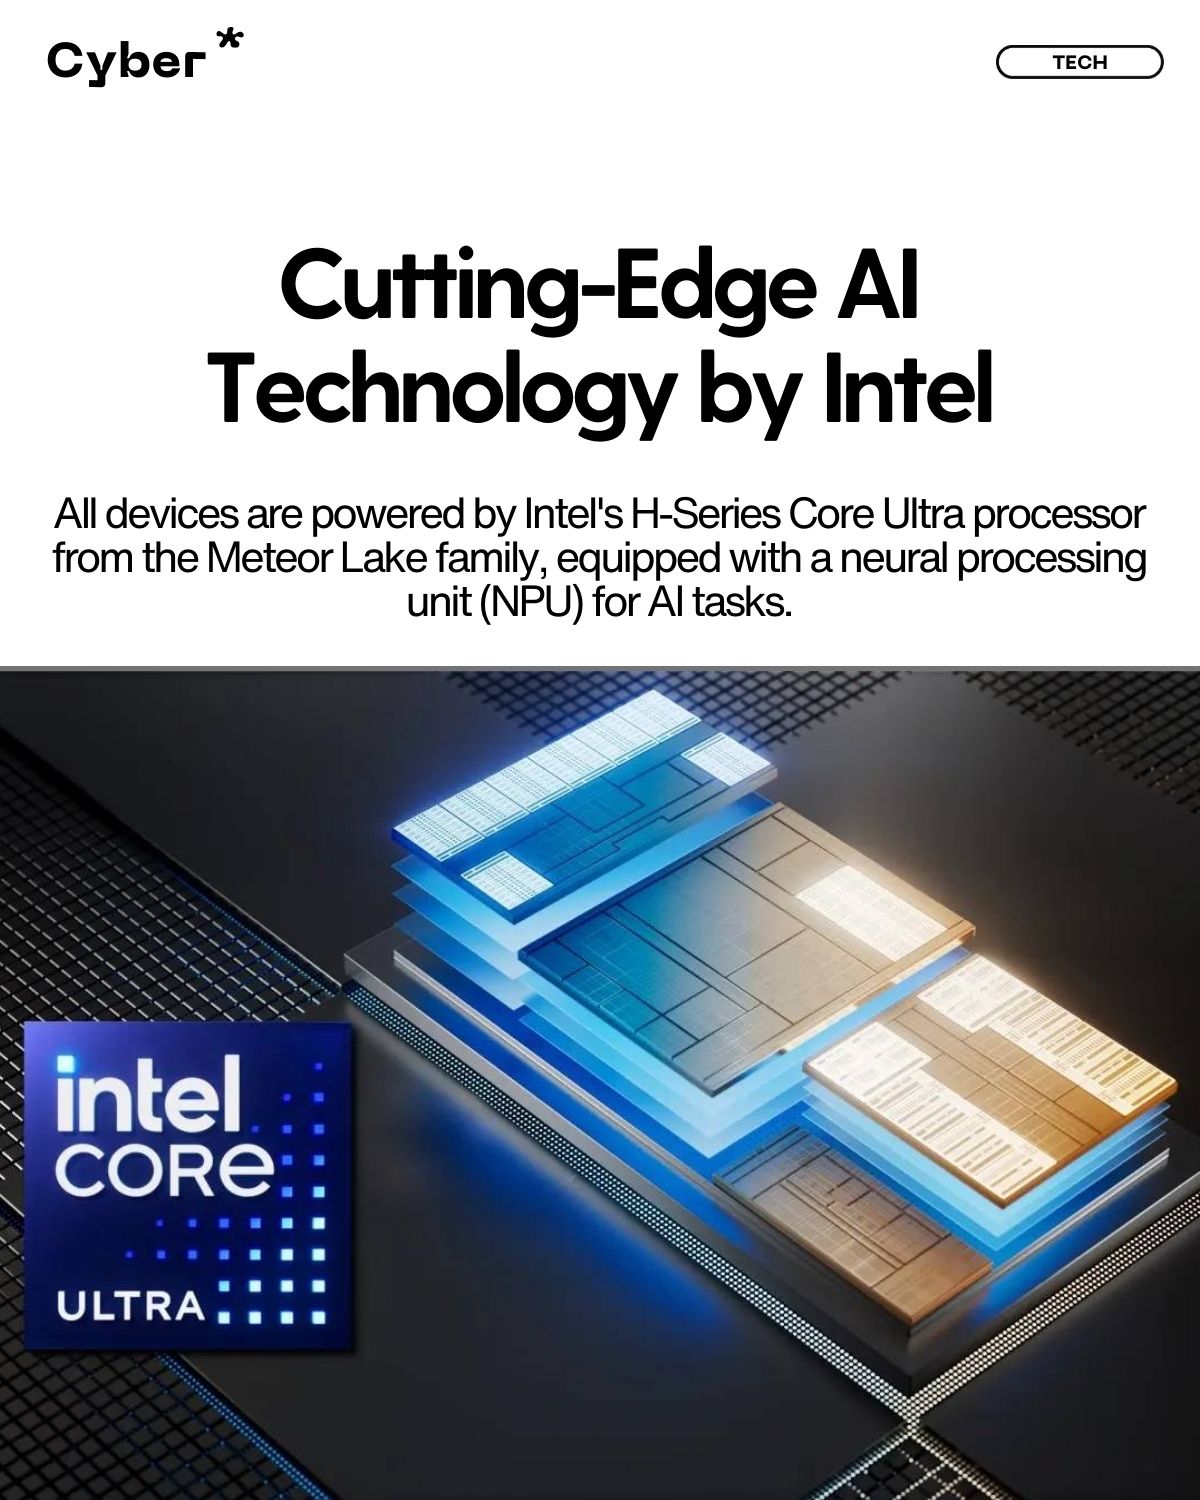 Cyber*
TECH
Cutting-Edge AI
Technology by Intel
All devices are powered by Intel's H-Series Core Ultra processor
from the Meteor Lake family, equipped with a neural processing
unit (NPU) for AI tasks.
intel
CORE
ULTRA